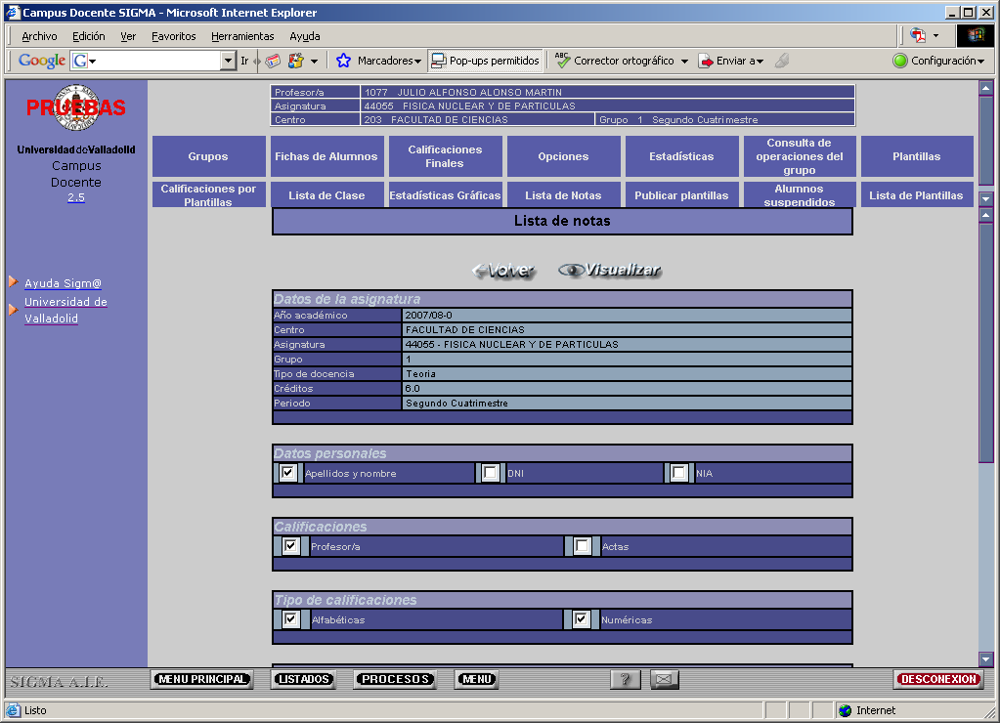 Campus Docente SIGMA - Microsoft Internet Explorer
Archivo Edición Ver Favoritos Herramientas Ayuda
Google G Ir Marcadores Pop-ups permitidos ABC Corrector ortográfico Enviar a Configuración
PRUEBAS
Universidad de Valladolid
Campus
Docente
2.5
Ayuda Sigm@
Universidad de
Valladolid
Profesor/a 1077 JULIO ALFONSO ALONSO MARTIN
Asignatura 44055 FISICA NUCLEAR Y DE PARTICULAS
Centro 203 FACULTAD DE CIENCIAS Grupo 1 Segundo Cuatrimestre
Grupos Fichas de Alumnos Calificaciones Finales Opciones Estadísticas Consulta de operaciones del grupo Plantillas
Calificaciones por Plantillas Lista de Clase Estadísticas Gráficas Lista de Notas Publicar plantillas Alumnos suspendidos Lista de Plantillas
Lista de notas
Volver Visualizar
Datos de la asignatura
Año académico 2007/08-0
Centro FACULTAD DE CIENCIAS
Asignatura 44055 - FISICA NUCLEAR Y DE PARTICULAS
Grupo 1
Tipo de docencia Teoria
Créditos 6.0
Periodo Segundo Cuatrimestre
Datos personales
Apellidos y nombre DNI NIA
Calificaciones
Profesor/a Actas
Tipo de calificaciones
Alfabéticas Numéricas
SIGMA A.I.E. MENU PRINCIPAL LISTADOS PROCESOS MENU ? DESCONEXION
Listo Internet